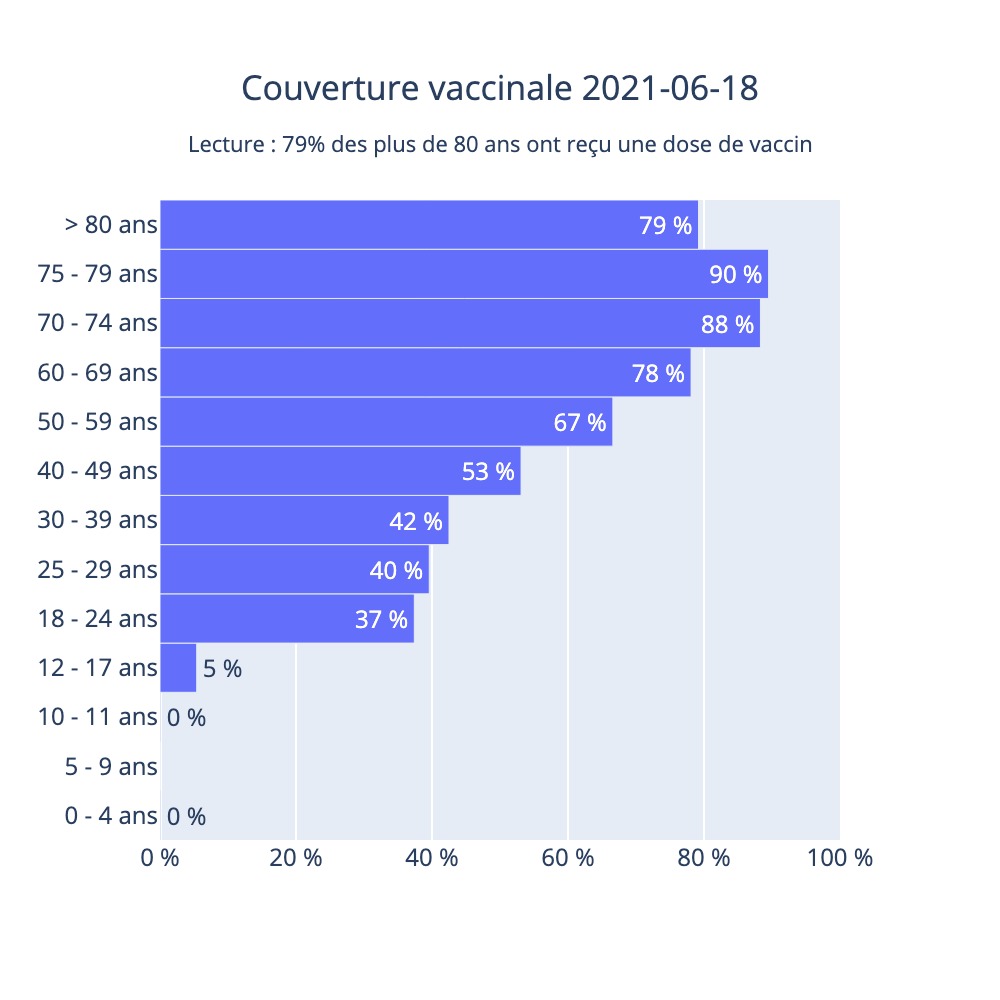 Couverture vaccinale 2021-06-18
Lecture : 79% des plus de 80 ans ont reçu une dose de vaccin
> 80 ans 79 %
75 - 79 ans 90 %
70 - 74 ans 88 %
60 - 69 ans 78 %
50 - 59 ans 67 %
40 - 49 ans 53 %
30 - 39 ans 42 %
25 - 29 ans 40 %
18 - 24 ans 37 %
12 - 17 ans 5 %
10 - 11 ans 0 %
5 - 9 ans
0 - 4 ans 0 %
0 % 20 % 40 % 60 % 80 % 100 %